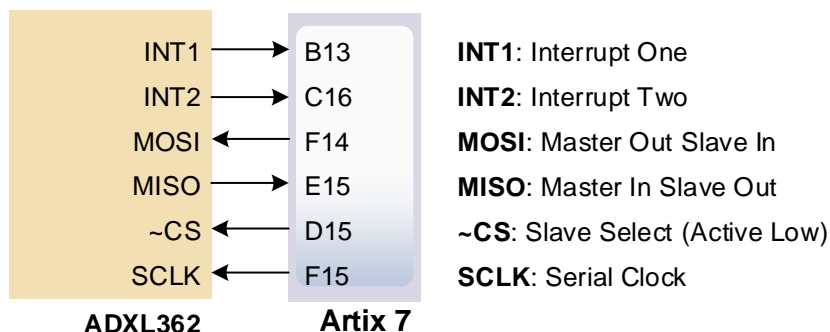 INT1 B13 INT1: Interrupt One
INT2 C16 INT2: Interrupt Two
MOSI F14 MOSI: Master Out Slave In
MISO E15 MISO: Master In Slave Out
~CS D15 ~CS: Slave Select (Active Low)
SCLK F15 SCLK: Serial Clock
ADXL362 Artix 7